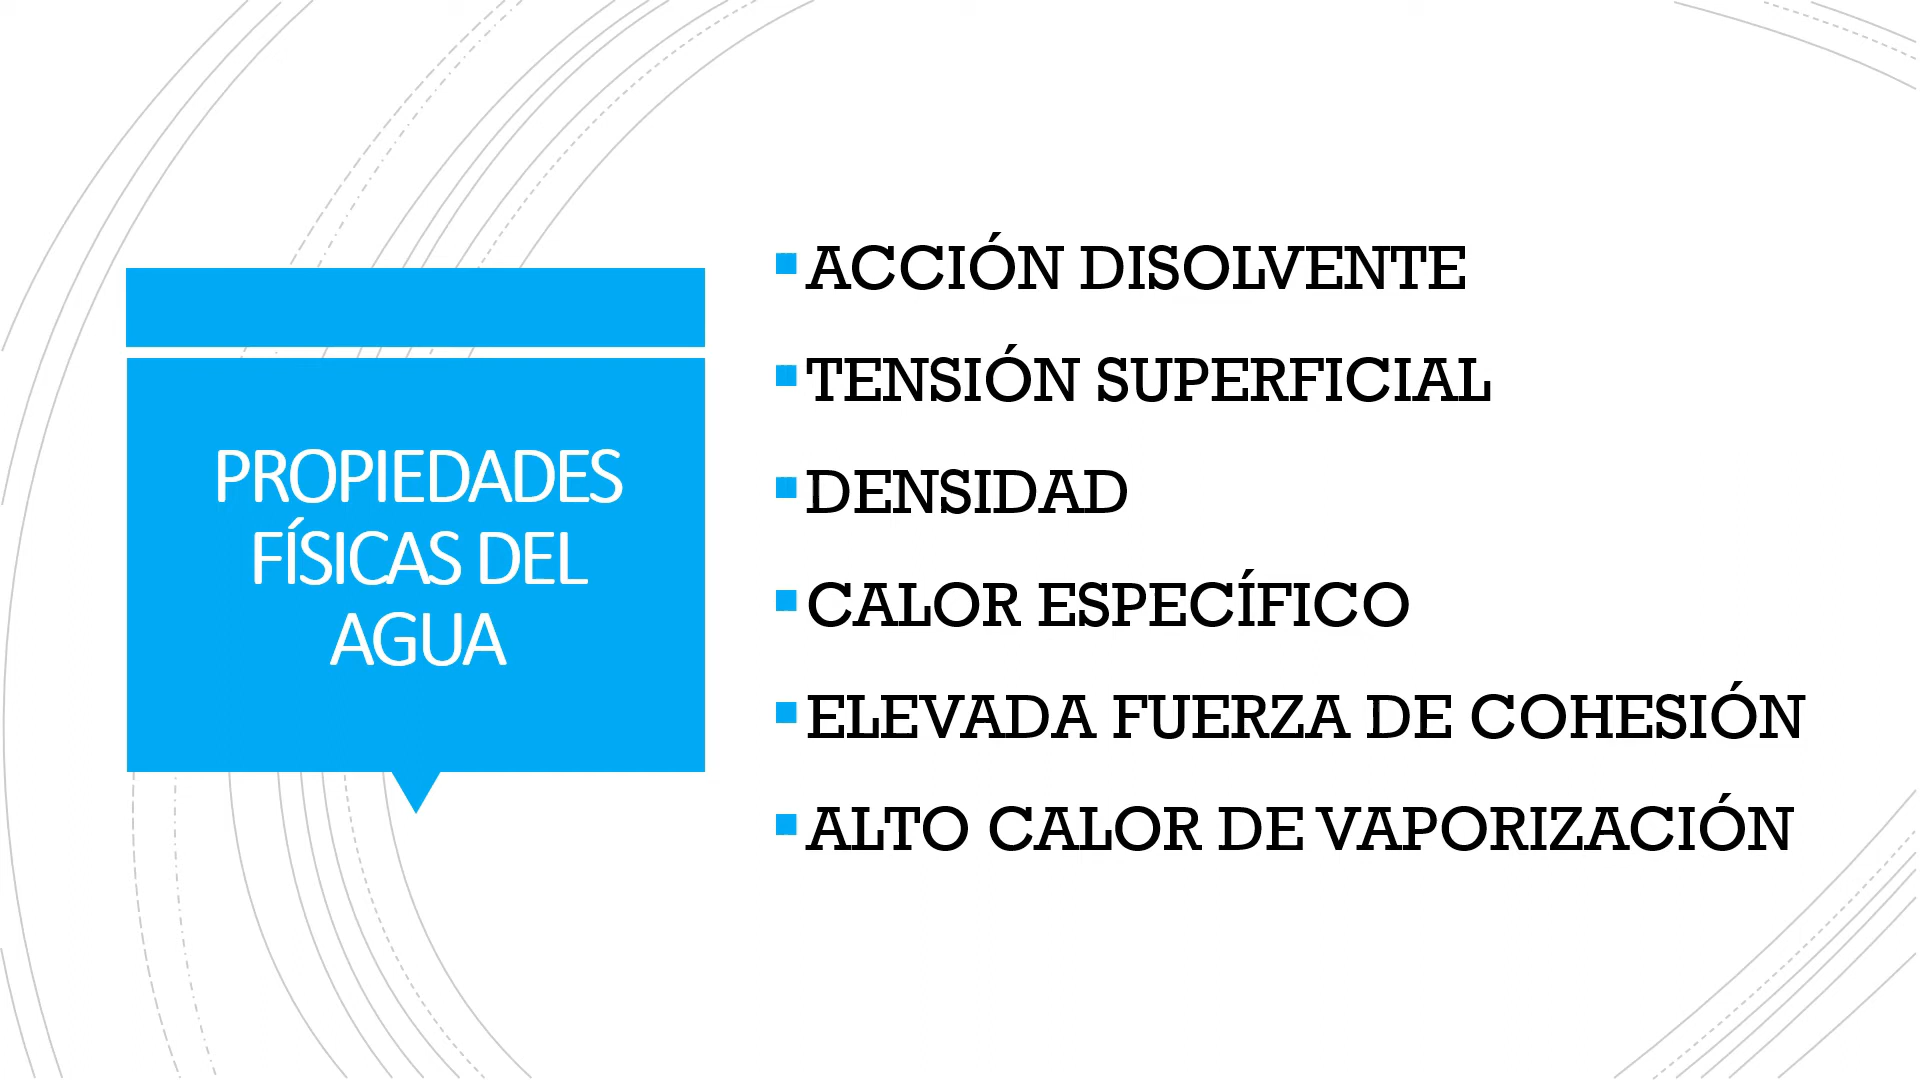 PROPIEDADES
FÍSICAS DEL
AGUA
ACCIÓN DISOLVENTE
TENSIÓN SUPERFICIAL
DENSIDAD
CALOR ESPECÍFICO
ELEVADA FUERZA DE COHESIÓN
ALTO CALOR DE VAPORIZACIÓN